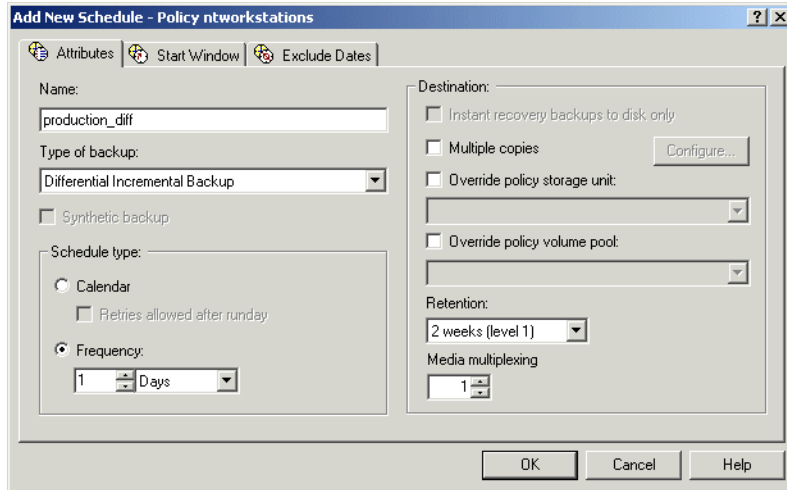 Add New Schedule - Policy ntworkstations
Attributes
Start Window
Exclude Dates
Name:
production_diff
Type of backup:
Differential Incremental Backup
Synthetic backup
Schedule type:
Calendar
Retries allowed after runday
Frequency:
1 Days
Destination:
Instant recovery backups to disk only
Multiple copies
Configure...
Override policy storage unit:
Override policy volume pool:
Retention:
2 weeks (level 1)
Media multiplexing
1
OK
Cancel
Help